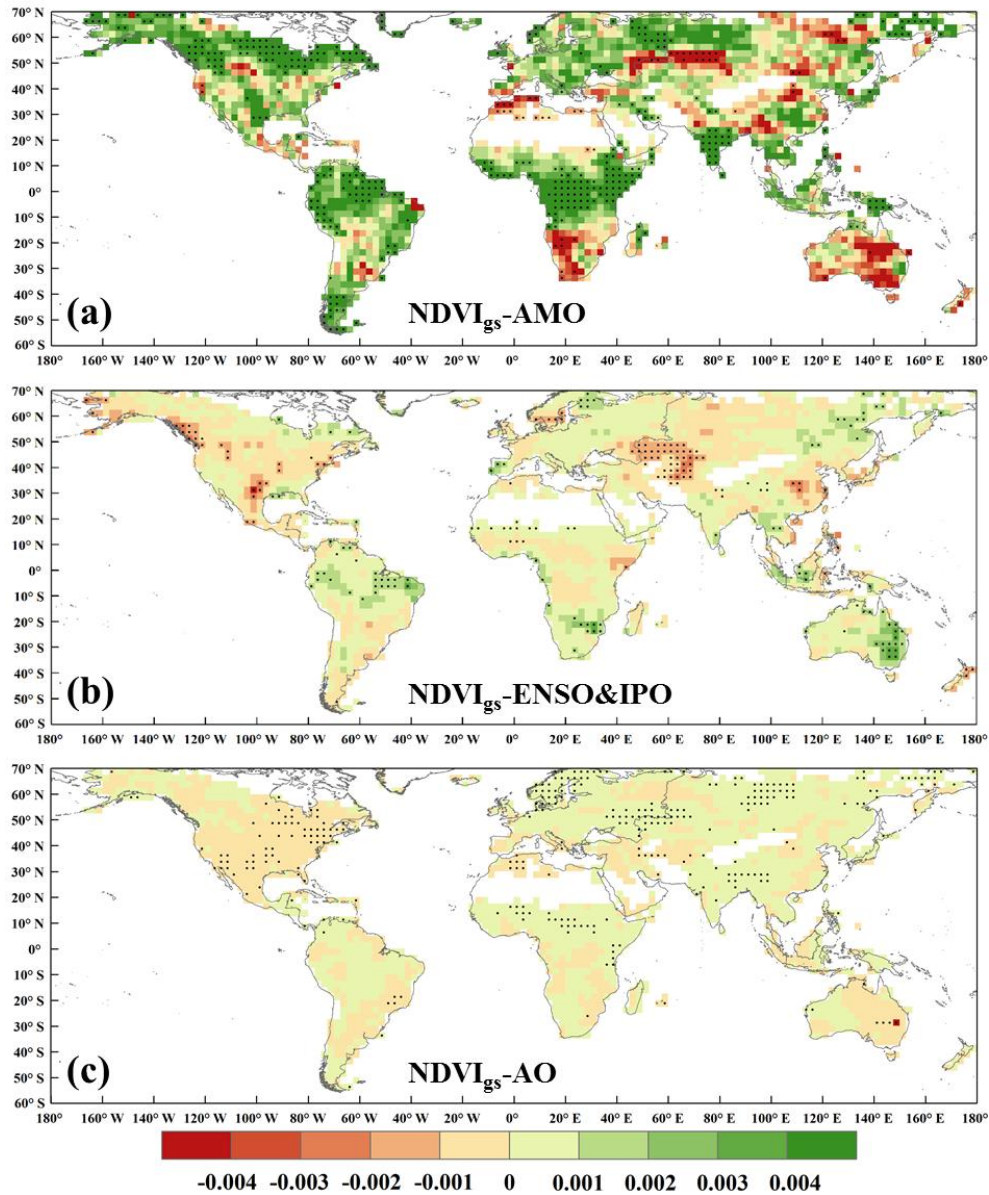 70° N
60° N
50° N
40° N
30° N
20° N
10° N
0°
10° S
20° S
30° S
40° S
50° S
60° S
(a)
NDVIgs-AMO
180° 160° W 140° W 120° W 100° W 80° W 60° W 40° W 20° W 0° 20° E 40° E 60° E 80° E 100° E 120° E 140° E 160° E 180°
70° N
60° N
50° N
40° N
30° N
20° N
10° N
0°
10° S
20° S
30° S
40° S
50° S
60° S
(b)
NDVIgs-ENSO&IPO
180° 160° W 140° W 120° W 100° W 80° W 60° W 40° W 20° W 0° 20° E 40° E 60° E 80° E 100° E 120° E 140° E 160° E 180°
70° N
60° N
50° N
40° N
30° N
20° N
10° N
0°
10° S
20° S
30° S
40° S
50° S
60° S
(c)
NDVIgs-AO
180° 160° W 140° W 120° W 100° W 80° W 60° W 40° W 20° W 0° 20° E 40° E 60° E 80° E 100° E 120° E 140° E 160° E 180°
-0.004 -0.003 -0.002 -0.001 0 0.001 0.002 0.003 0.004